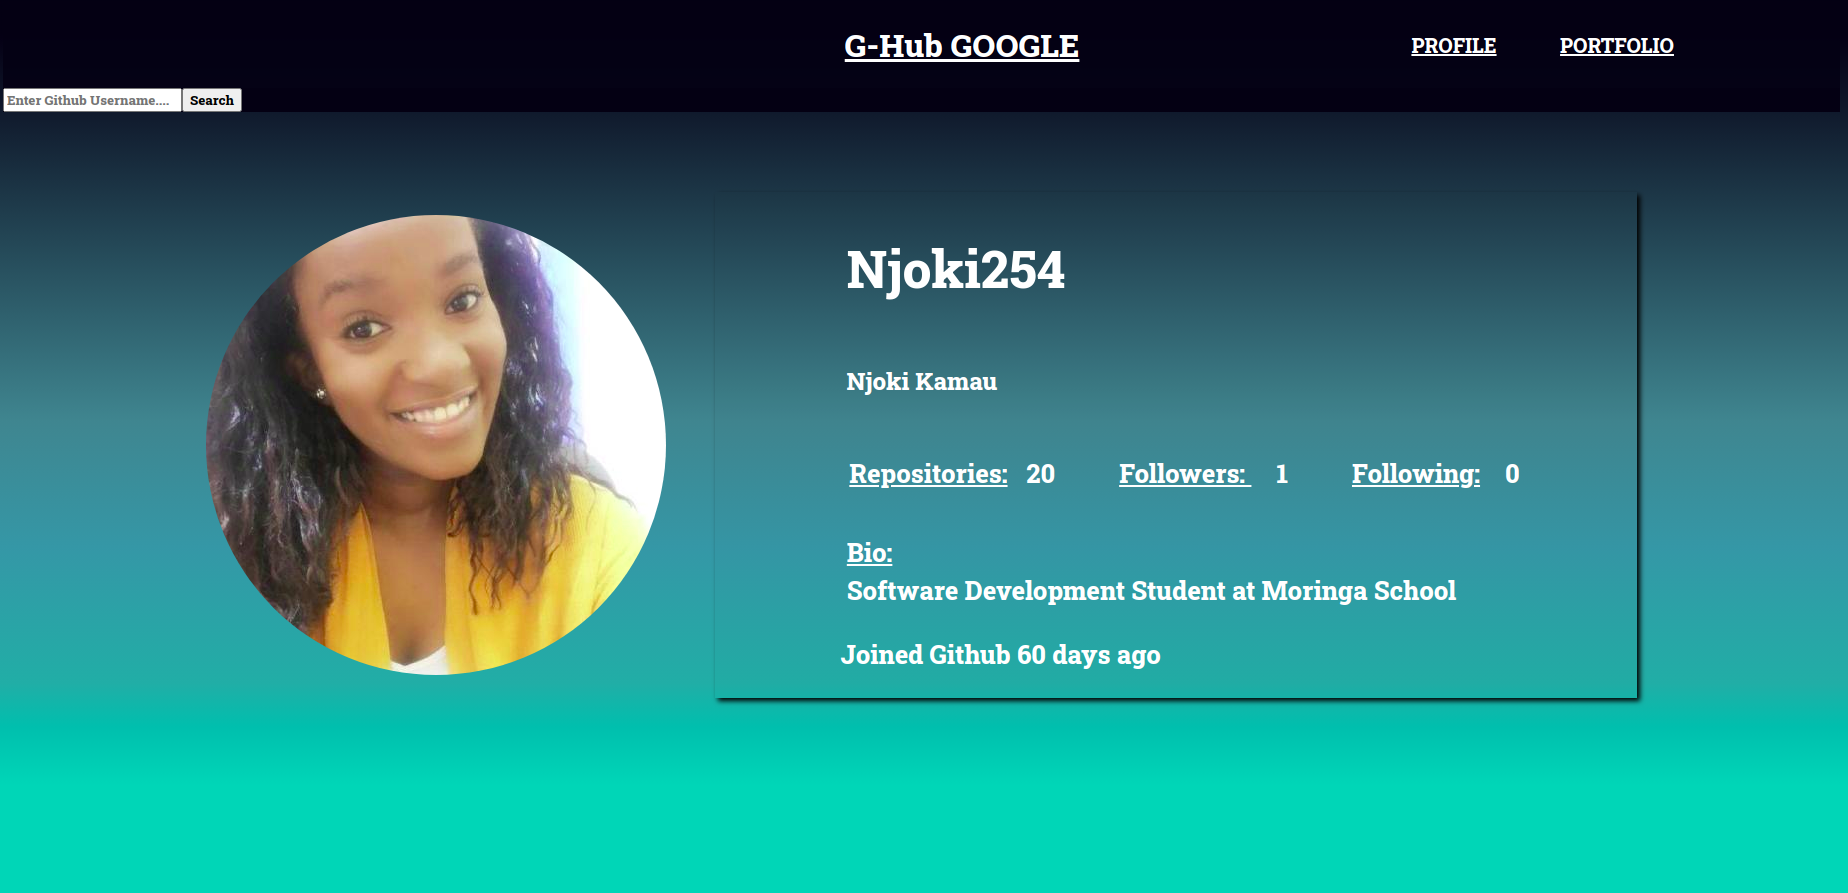 G-Hub GOOGLE
PROFILE
PORTFOLIO
Enter Github Username....
Search
Njoki254
Njoki Kamau
Repositories: 20 Followers: 1 Following: 0
Bio:
Software Development Student at Moringa School
Joined Github 60 days ago